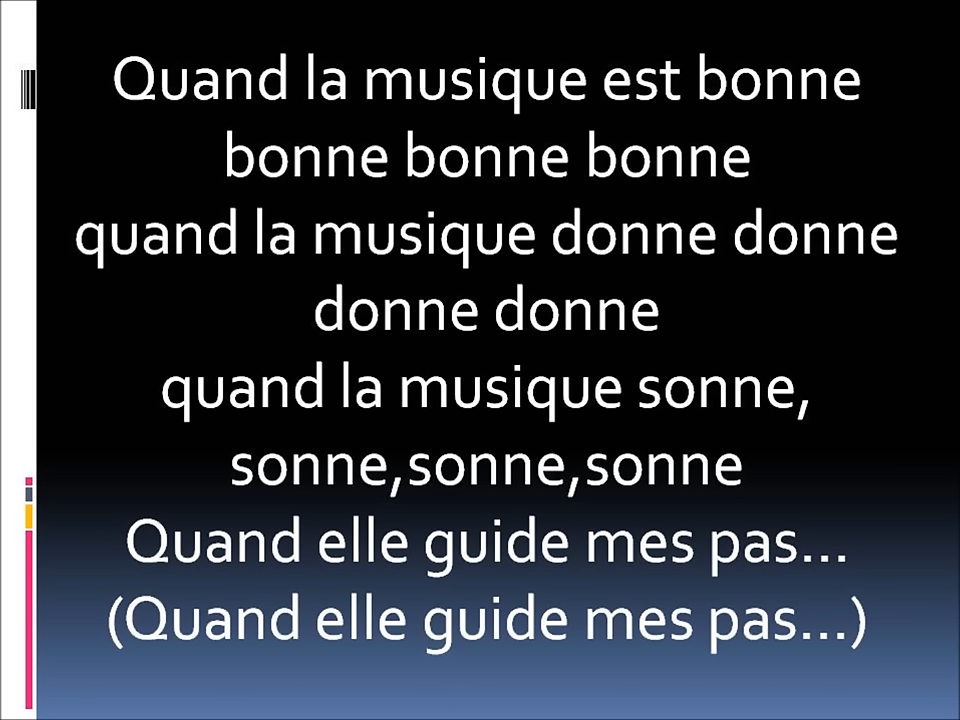 Quand la musique est bonne
bonne bonne bonne
quand la musique donne donne
donne donne
quand la musique sonne,
sonne,sonne,sonne
Quand elle guide mes pas...
(Quand elle guide mes pas...)